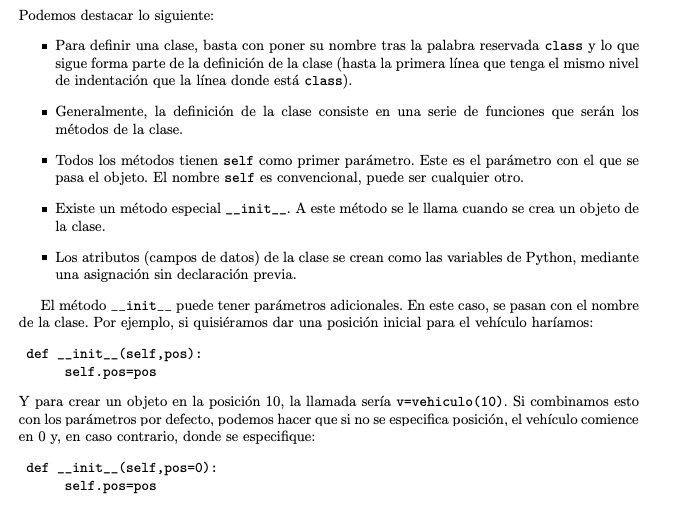 Podemos destacar lo siguiente:
▪ Para definir una clase, basta con poner su nombre tras la palabra reservada class y lo que
sigue forma parte de la definición de la clase (hasta la primera línea que tenga el mismo nivel
de indentación que la línea donde está class).
▪ Generalmente, la definición de la clase consiste en una serie de funciones que serán los
métodos de la clase.
▪ Todos los métodos tienen self como primer parámetro. Este es el parámetro con el que se
pasa el objeto. El nombre self es convencional, puede ser cualquier otro.
▪ Existe un método especial __init__. A este método se le llama cuando se crea un objeto de
la clase.
▪ Los atributos (campos de datos) de la clase se crean como las variables de Python, mediante
una asignación sin declaración previa.
El método __init__ puede tener parámetros adicionales. En este caso, se pasan con el nombre
de la clase. Por ejemplo, si quisiéramos dar una posición inicial para el vehículo haríamos:
def __init__(self,pos):
self.pos=pos
Y para crear un objeto en la posición 10, la llamada sería v=vehiculo(10). Si combinamos esto
con los parámetros por defecto, podemos hacer que si no se especifica posición, el vehículo comience
en 0 y, en caso contrario, donde se especifique:
def __init__(self,pos=0):
self.pos=pos